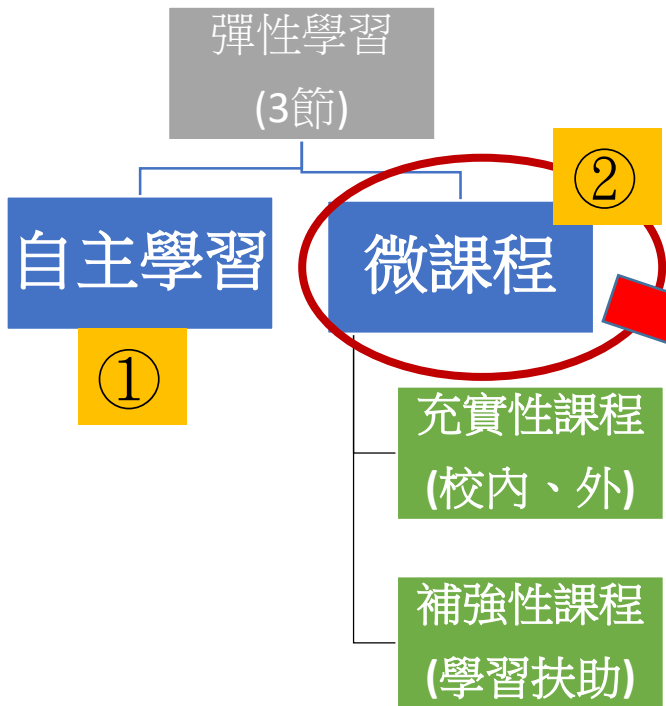 彈性學習
(3節)
②
自主學習
微課程
①
充實性課程
(校內、外)
補強性課程
(學習扶助)